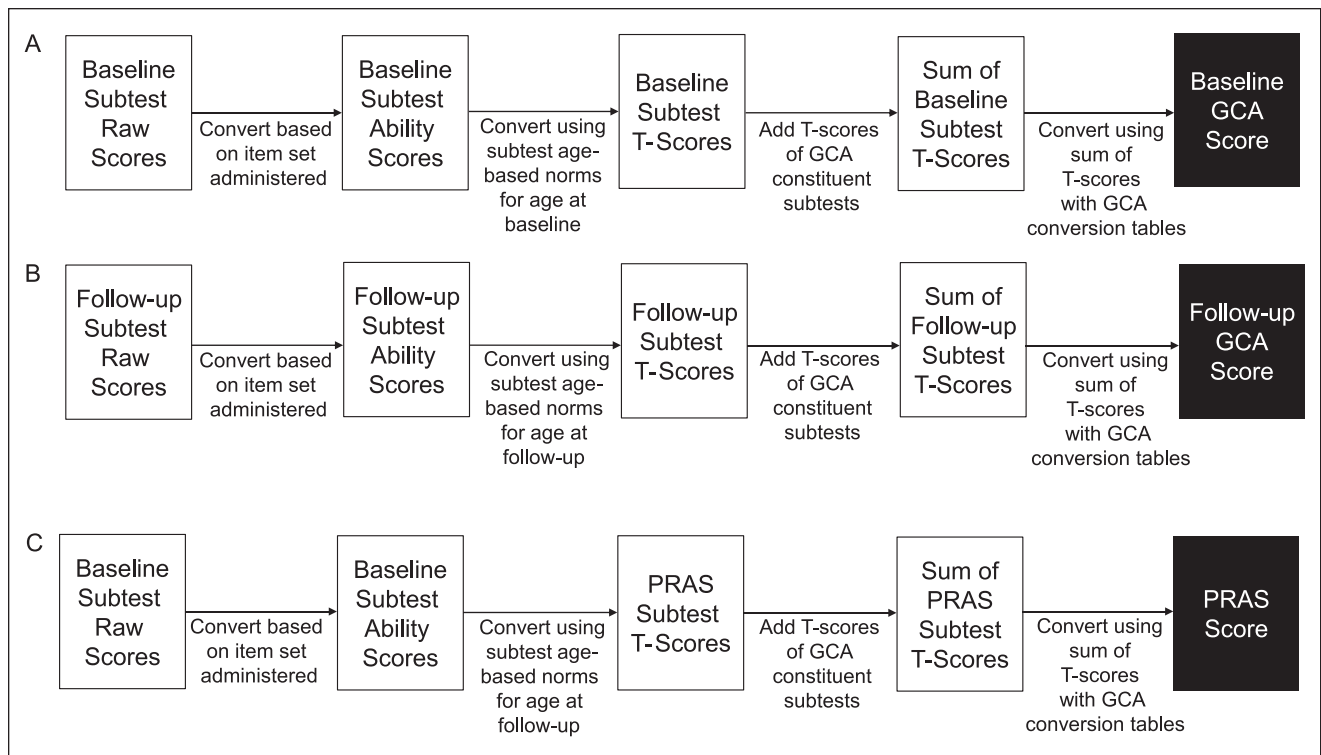 A
Baseline
Subtest
Raw
Scores
Convert based
on item set
administered
Baseline
Subtest
Ability
Scores
Convert using
subtest age-
based norms
for age at
baseline
Baseline
Subtest
T-Scores
Add T-scores
of GCA
constituent
subtests
Sum of
Baseline
Subtest
T-Scores
Convert using
sum of
T-scores
with GCA
conversion tables
Baseline
GCA
Score
B
Follow-up
Subtest
Raw
Scores
Convert based
on item set
administered
Follow-up
Subtest
Ability
Scores
Convert using
subtest age-
based norms
for age at
follow-up
Follow-up
Subtest
T-Scores
Add T-scores
of GCA
constituent
subtests
Sum of
Follow-up
Subtest
T-Scores
Convert using
sum of
T-scores
with GCA
conversion tables
Follow-up
GCA
Score
C
Baseline
Subtest
Raw
Scores
Convert based
on item set
administered
Baseline
Subtest
Ability
Scores
Convert using
subtest age-
based norms
for age at
follow-up
PRAS
Subtest
T-Scores
Add T-scores
of GCA
constituent
subtests
Sum of
PRAS
Subtest
T-Scores
Convert using
sum of
T-scores
with GCA
conversion tables
PRAS
Score